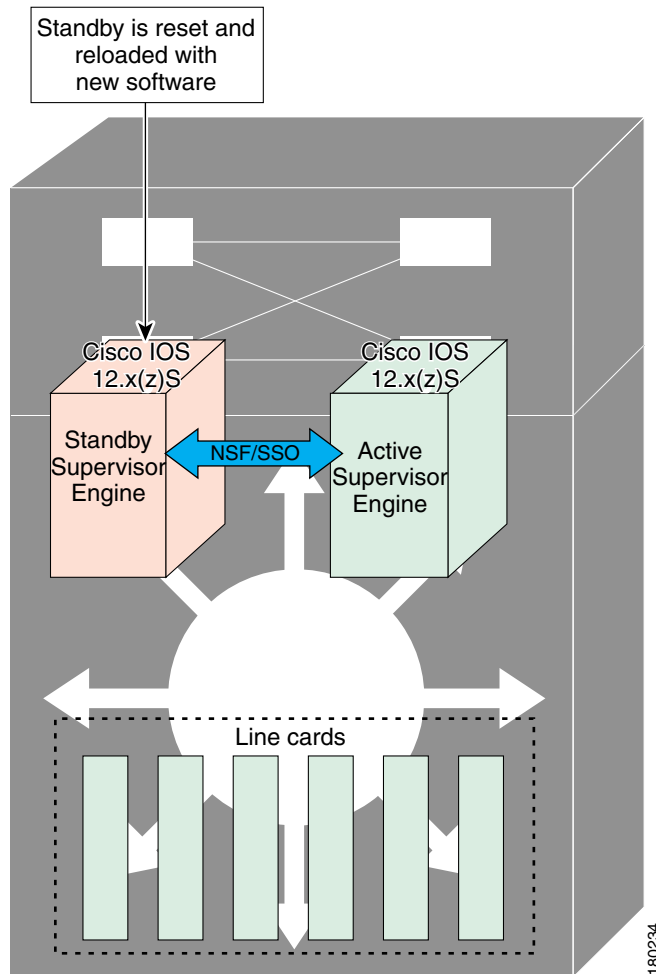 Standby is reset and
reloaded with
new software
Cisco IOS
12.x(z)S
Cisco IOS
12.x(z)S
Standby
Supervisor
Engine
NSF/SSO
Active
Supervisor
Engine
Line cards
180234